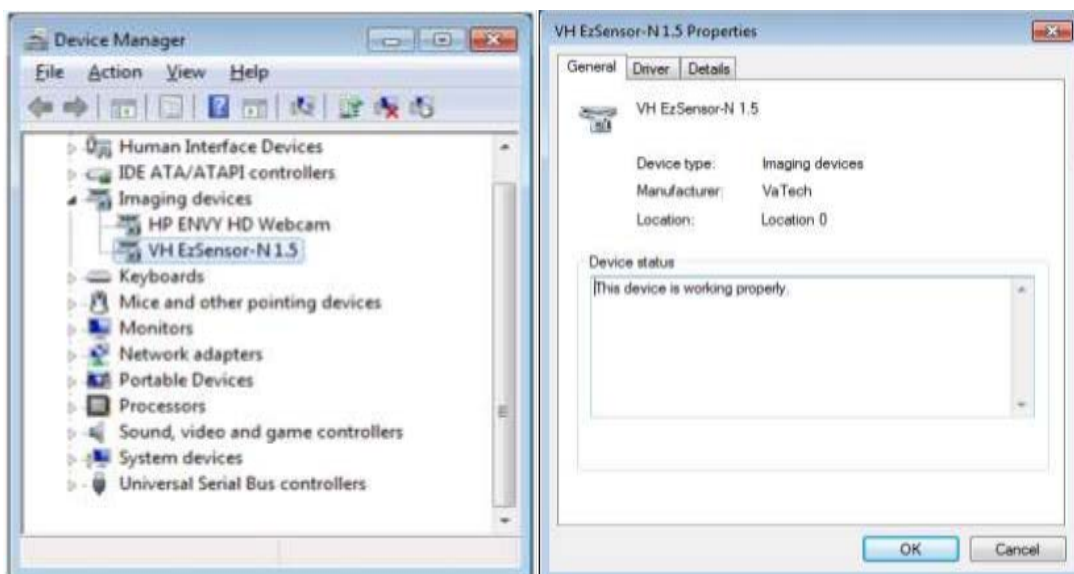 Device Manager
File Action View Help
Human Interface Devices
IDE ATA/ATAPI controllers
Imaging devices
HP ENVY HD Webcam
VH EzSensor-N 1.5
Keyboards
Mice and other pointing devices
Monitors
Network adapters
Portable Devices
Processors
Sound, video and game controllers
System devices
Universal Serial Bus controllers
VH EzSensor-N 1.5 Properties
General Driver Details
VH EzSensor-N 1.5
Device type: Imaging devices
Manufacturer: VaTech
Location: Location 0
Device status
This device is working properly.
OK Cancel